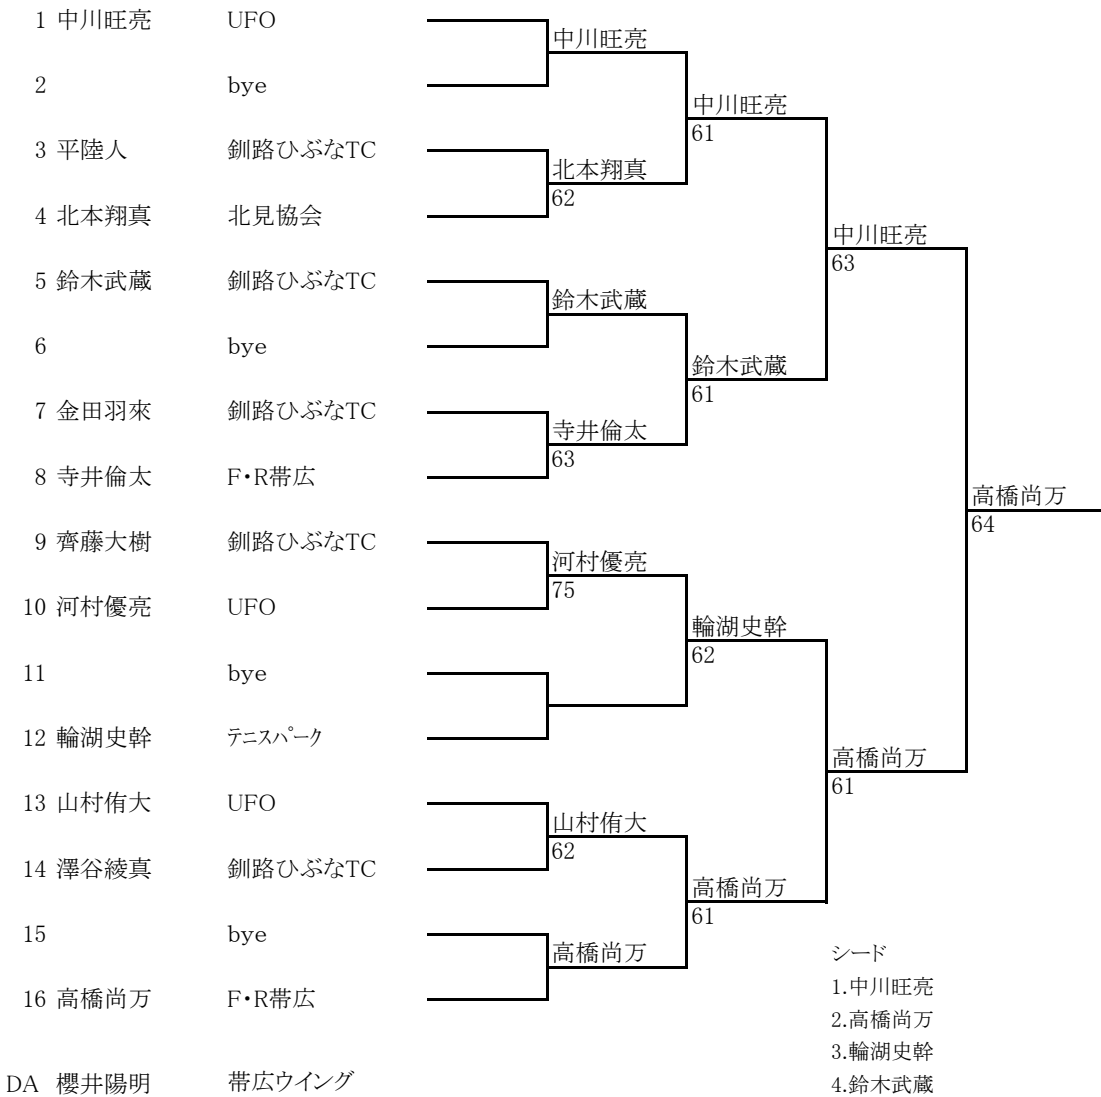 1 中川旺亮 UFO
中川旺亮
2 bye
中川旺亮
61
3 平陸人 釧路ひぶなTC
北本翔真
62
4 北見協会 北本翔真
中川旺亮
63
5 鈴木武蔵 釧路ひぶなTC
鈴木武蔵
6 bye
鈴木武蔵
61
7 金田羽來 釧路ひぶなTC
寺井倫太
63
8 寺井倫太 F・R帯広
高橋尚万
64
9 齊藤大樹 釧路ひぶなTC
河村優亮
75
10 河村優亮 UFO
輪湖史幹
62
11 bye
12 輪湖史幹 テニスパーク
高橋尚万
61
13 山村侑大 UFO
山村侑大
62
14 澤谷綾真 釧路ひぶなTC
高橋尚万
61
15 bye
高橋尚万
16 高橋尚万 F・R帯広
シード
1.中川旺亮
2.高橋尚万
3.輪湖史幹
4.鈴木武蔵
DA 櫻井陽明 帯広ウイング